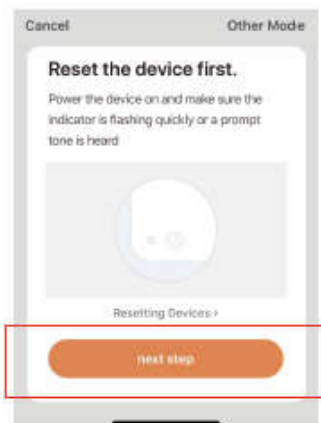 Cancel Other Mode
Reset the device first.
Power the device on and make sure the
indicator is flashing quickly or a prompt
tone is heard
Resetting Devices ›
next step